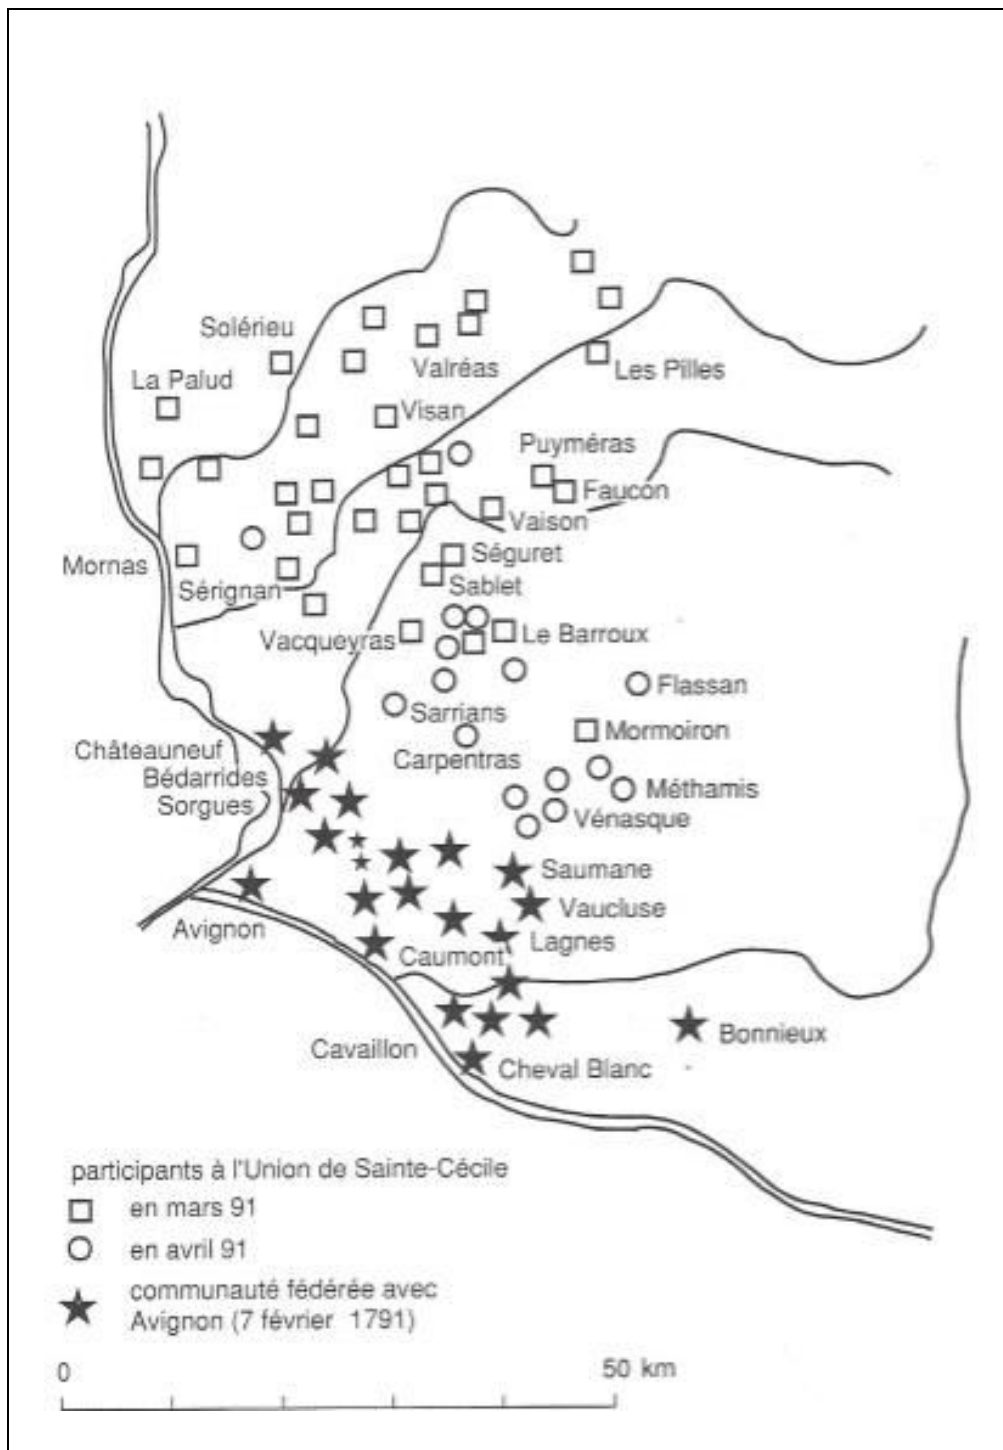 Solérieu
La Palud
Valréas
Les Pilles
Visan
Puyméras
Faucon
Vaison
Mornas
Séguret
Sérignan
Sablet
Vacqueyras
Le Barroux
Flassan
Sarrians
Mormoiron
Châteauneuf
Carpentras
Bédarrides
Méthamis
Sorgues
Vénasque
Saumane
Vaucluse
Avignon
Lagnes
Caumont
Bonnieux
Cavaillon
Cheval Blanc
participants à l'Union de Sainte-Cécile
en mars 91
en avril 91
communauté fédérée avec
Avignon (7 février 1791)
0
50 km